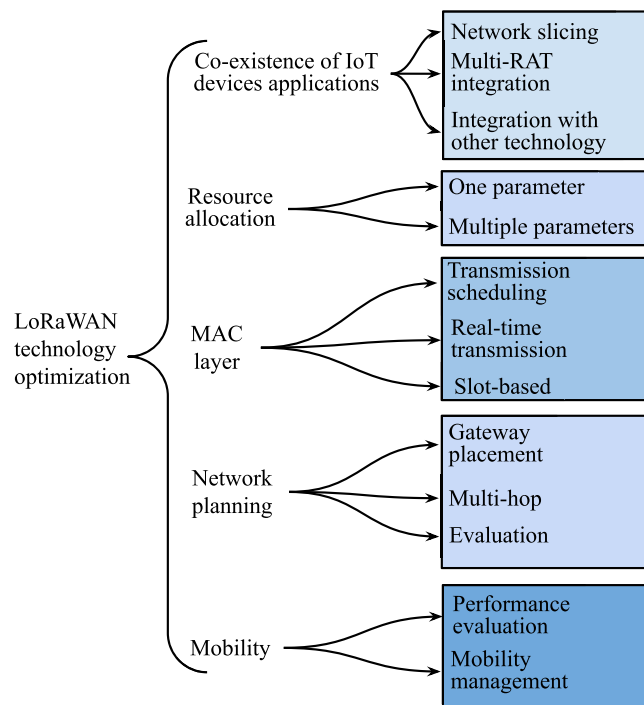 LoRaWAN
technology
optimization
Co-existence of IoT
devices applications
Network slicing
Multi-RAT
integration
Integration with
other technology
Resource
allocation
One parameter
Multiple parameters
MAC
layer
Transmission
scheduling
Real-time
transmission
Slot-based
Network
planning
Gateway
placement
Multi-hop
Evaluation
Mobility
Performance
evaluation
Mobility
management